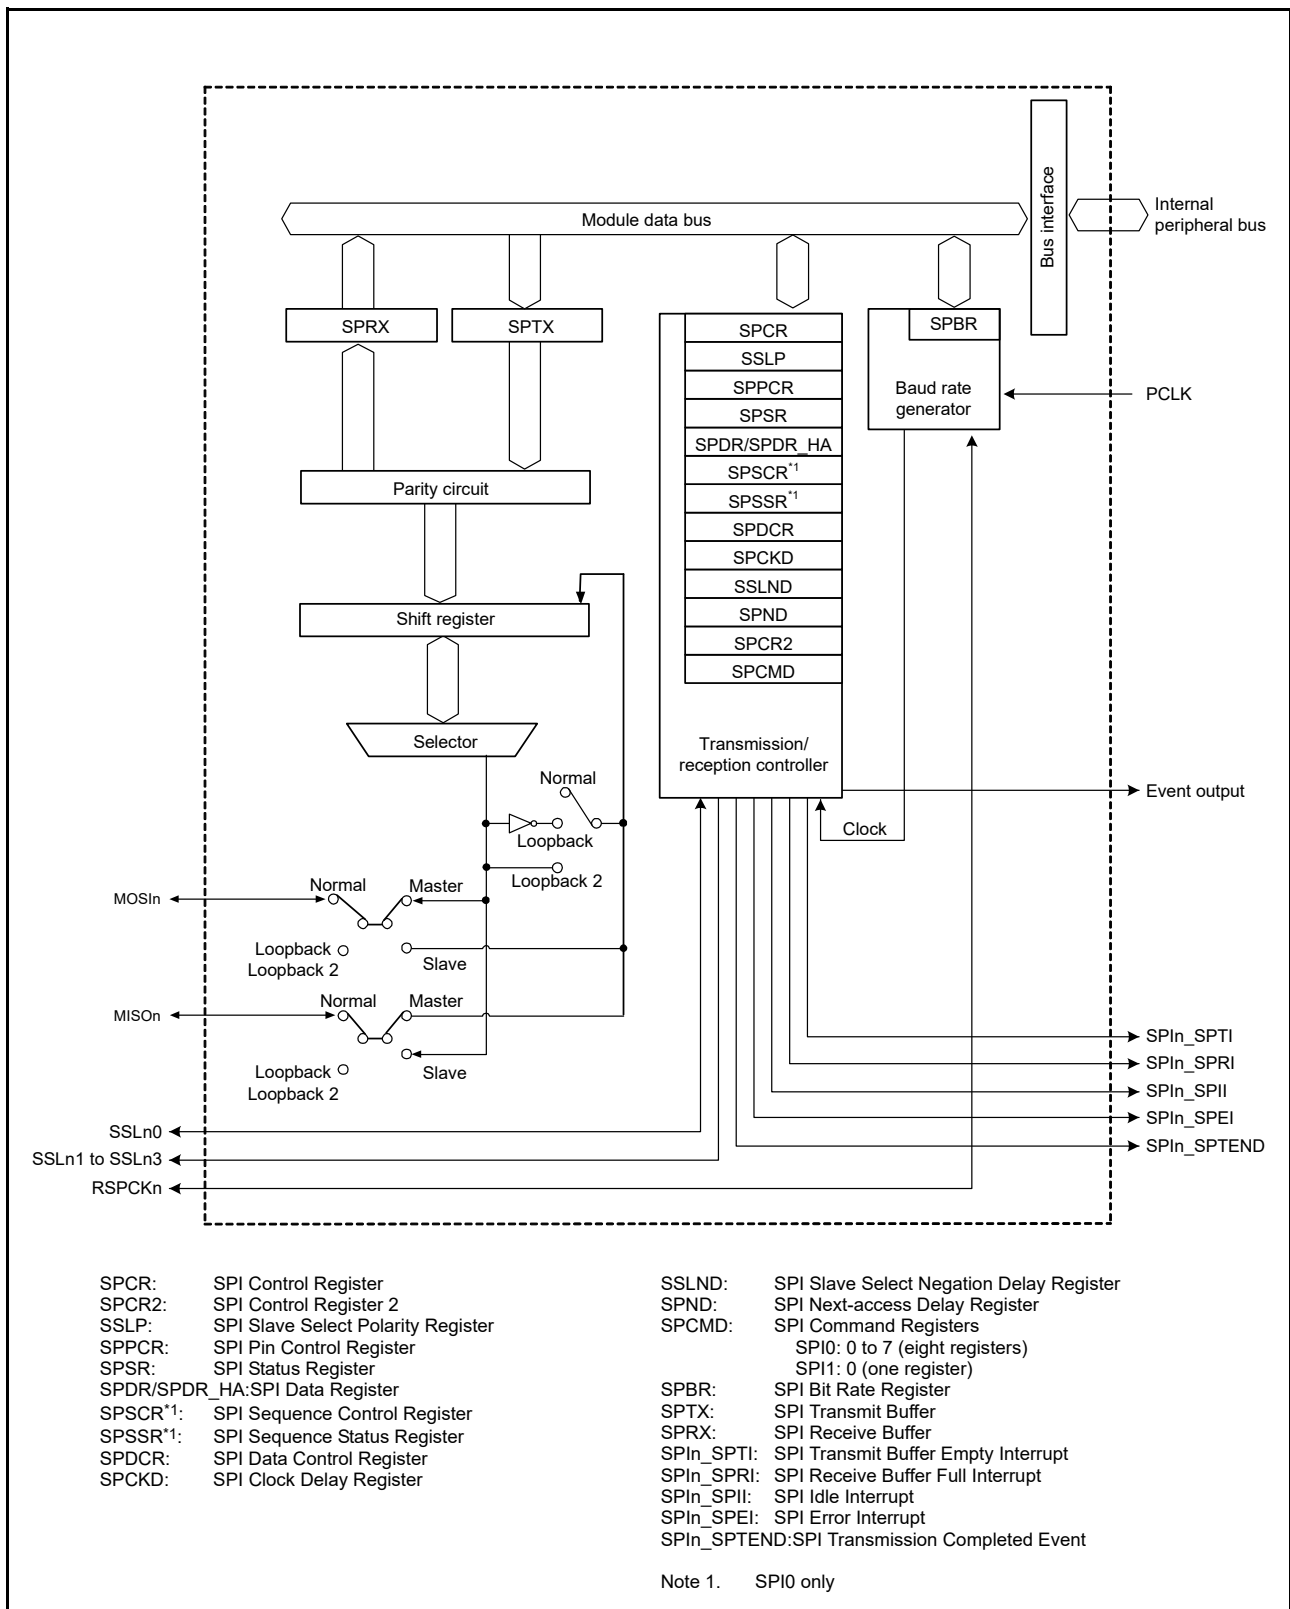 Module data bus
Bus interface
Internal
peripheral bus
SPRX
SPTX
SPCR
SSLP
SPPCR
SPSR
SPDR/SPDR_HA
SPSCR*1
SPSSR*1
SPDCR
SPCKD
SSLND
SPND
SPCR2
SPCMD
Transmission/
reception controller
SPBR
Baud rate
generator
PCLK
Parity circuit
Shift register
Selector
Normal
Loopback
Loopback 2
Clock
Event output
MOSIn
Normal
Master
Loopback
Loopback 2
Slave
MISOn
Normal
Master
Loopback
Loopback 2
Slave
SPIn_SPTI
SPIn_SPRI
SPIn_SPII
SPIn_SPEI
SPIn_SPTEND
SSLn0
SSLn1 to SSLn3
RSPCKn
SPCR: SPI Control Register
SPCR2: SPI Control Register 2
SSLP: SPI Slave Select Polarity Register
SPPCR: SPI Pin Control Register
SPSR: SPI Status Register
SPDR/SPDR_HA:SPI Data Register
SPSCR*1: SPI Sequence Control Register
SPSSR*1: SPI Sequence Status Register
SPDCR: SPI Data Control Register
SPCKD: SPI Clock Delay Register
SSLND: SPI Slave Select Negation Delay Register
SPND: SPI Next-access Delay Register
SPCMD: SPI Command Registers
SPI0: 0 to 7 (eight registers)
SPI1: 0 (one register)
SPBR: SPI Bit Rate Register
SPTX: SPI Transmit Buffer
SPRX: SPI Receive Buffer
SPIn_SPTI: SPI Transmit Buffer Empty Interrupt
SPIn_SPRI: SPI Receive Buffer Full Interrupt
SPIn_SPII: SPI Idle Interrupt
SPIn_SPEI: SPI Error Interrupt
SPIn_SPTEND:SPI Transmission Completed Event
Note 1. SPI0 only